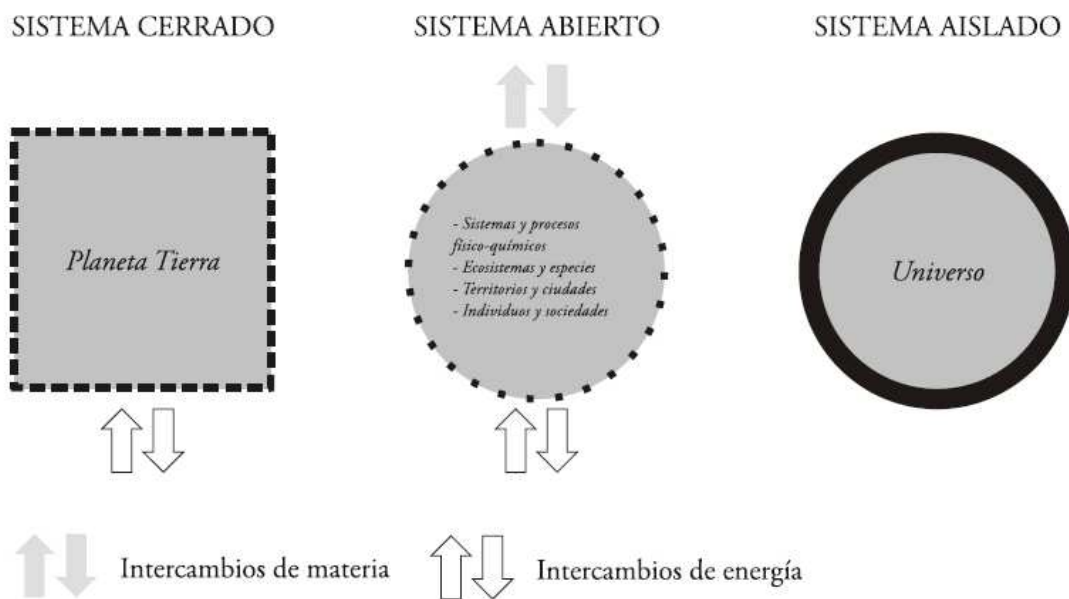 SISTEMA CERRADO
SISTEMA ABIERTO
SISTEMA AISLADO
Planeta Tierra
- Sistemas y procesos
físico-químicos
- Ecosistemas y especies
- Territorios y ciudades
- Individuos y sociedades
Universo
Intercambios de materia
Intercambios de energía